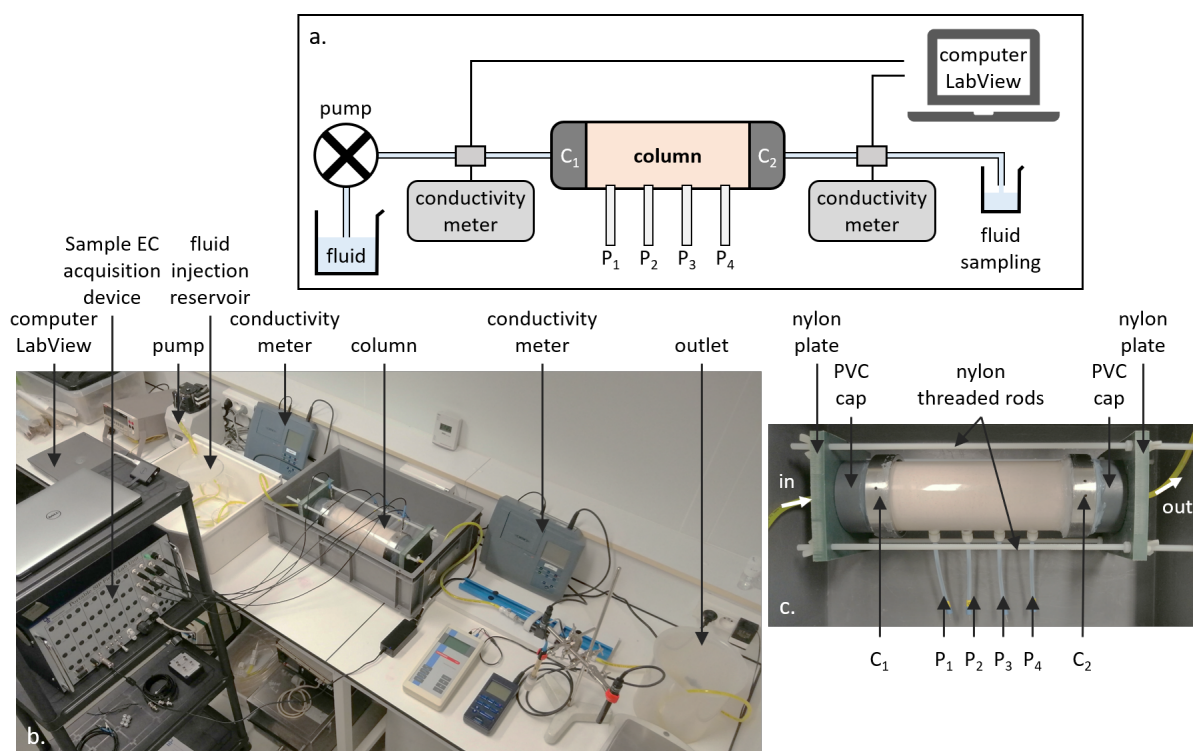 a.
computer
LabView
pump
C1
column
C2
conductivity
meter
conductivity
meter
fluid
P1
P2
P3
P4
fluid
sampling
Sample EC
acquisition
device
fluid
injection
reservoir
computer
LabView
pump
conductivity
meter
column
conductivity
meter
outlet
b.
nylon
plate
PVC
cap
nylon
threaded rods
PVC
cap
nylon
plate
in
out
c.
C1
P1
P2
P3
P4
C2